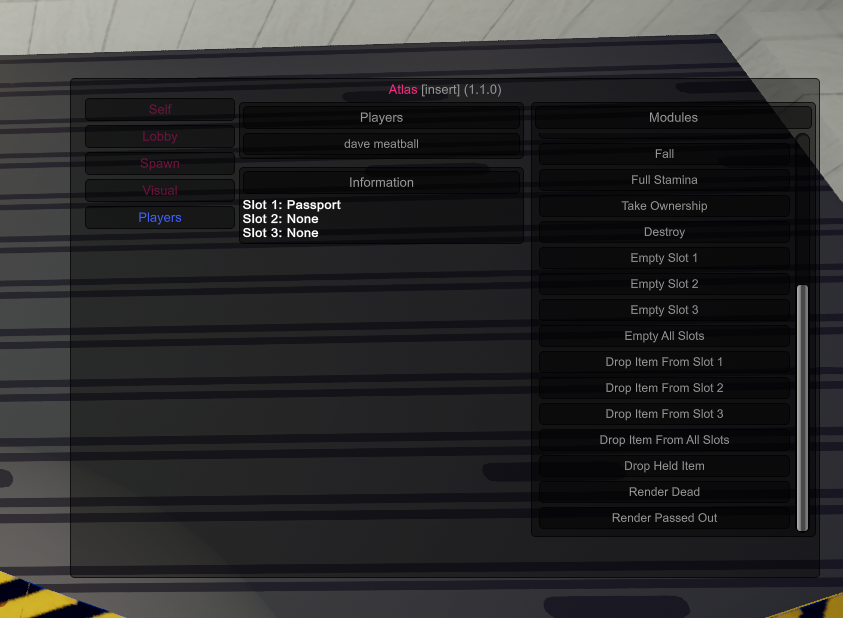 Atlas [insert] (1.1.0)
Self
Lobby
Spawn
Visual
Players
Players
dave meatball
Information
Slot 1: Passport
Slot 2: None
Slot 3: None
Modules
Fall
Full Stamina
Take Ownership
Destroy
Empty Slot 1
Empty Slot 2
Empty Slot 3
Empty All Slots
Drop Item From Slot 1
Drop Item From Slot 2
Drop Item From Slot 3
Drop Item From All Slots
Drop Held Item
Render Dead
Render Passed Out